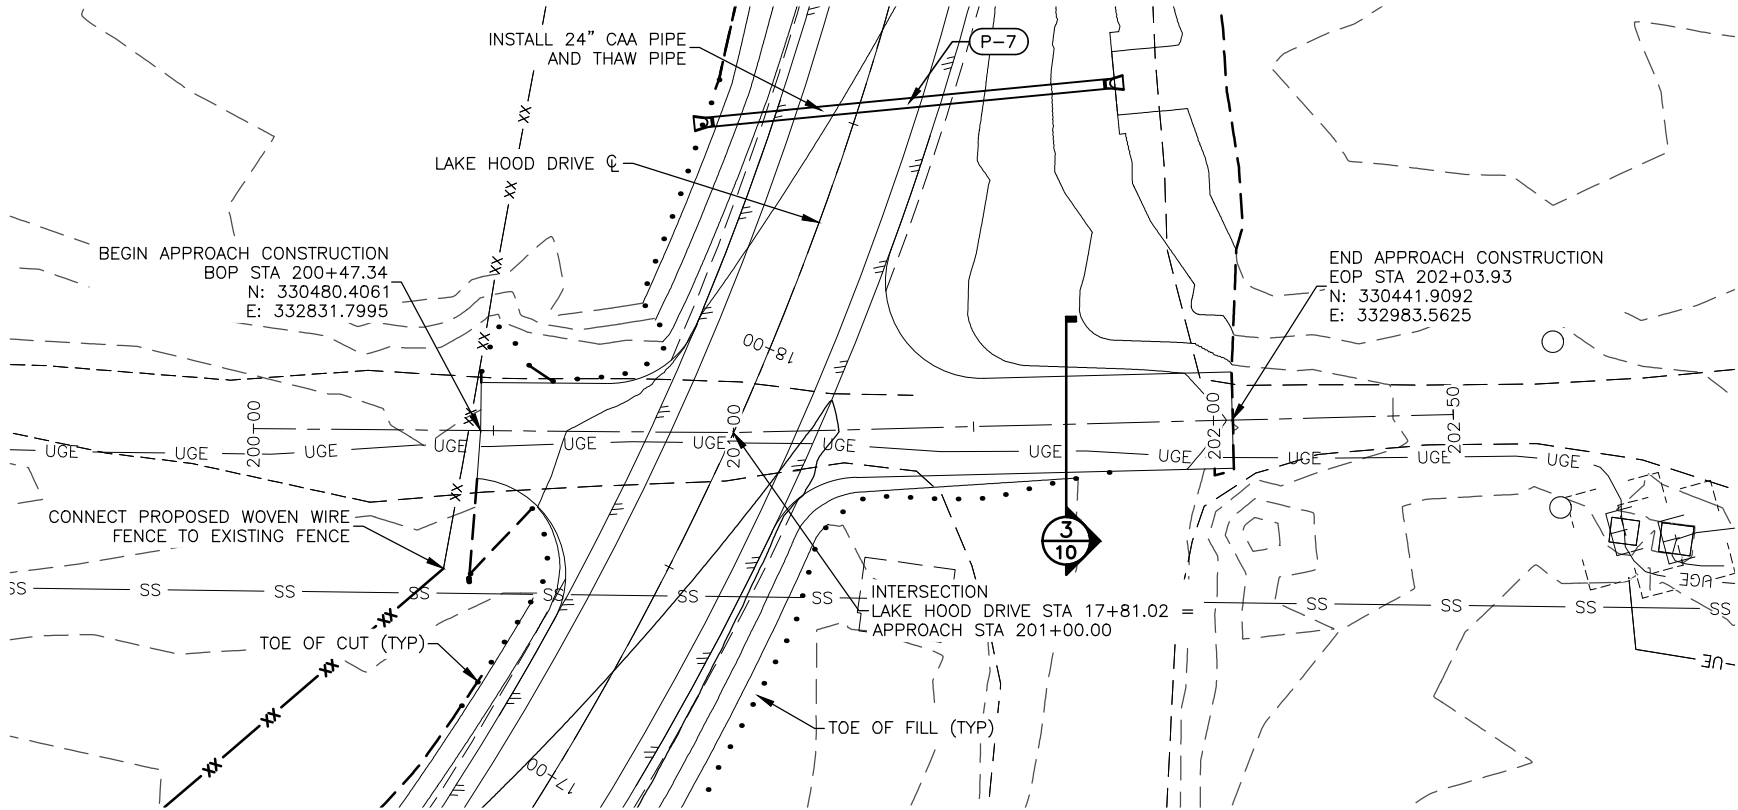 INSTALL 24" CAA PIPE
AND THAW PIPE
P-7
LAKE HOOD DRIVE ℄
BEGIN APPROACH CONSTRUCTION
BOP STA 200+47.34
N: 330480.4061
E: 332831.7995
END APPROACH CONSTRUCTION
EOP STA 202+03.93
N: 330441.9092
E: 332983.5625
XX
XX
XX
XX
XX
XX
18+00
200+00
201+00
202+00
202+50
UGE
UGE
UGE
UGE
UGE
UGE
UGE
UGE
UGE
UGE
UGE
CONNECT PROPOSED WOVEN WIRE
FENCE TO EXISTING FENCE
3
10
SS
SS
SS
SS
SS
SS
SS
SS
SS
SS
SS
UGE
INTERSECTION
LAKE HOOD DRIVE STA 17+81.02 =
APPROACH STA 201+00.00
TOE OF CUT (TYP)
XX
XX
XX
XX
UE
TOE OF FILL (TYP)
17+00